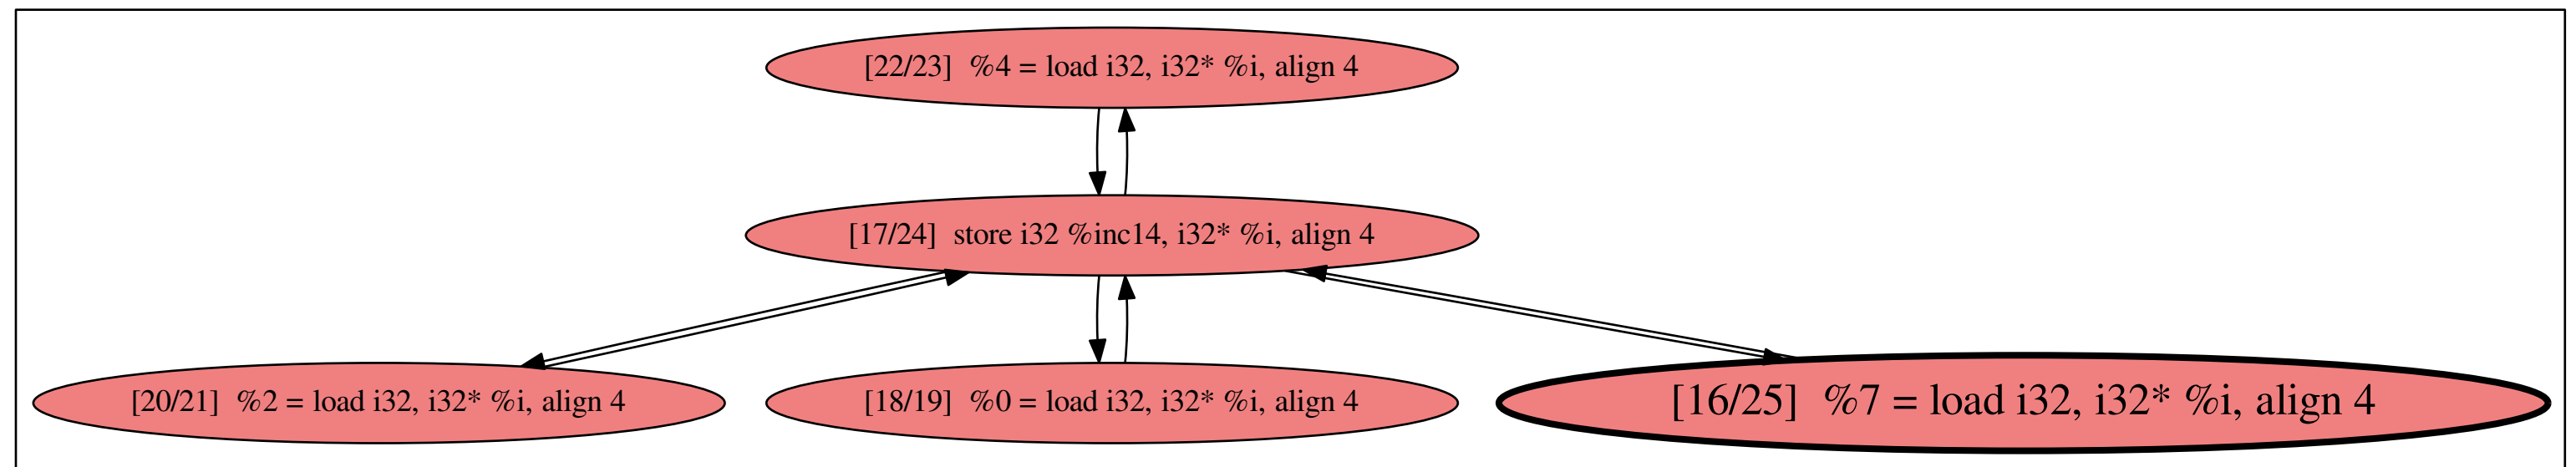 [22/23]  %4 = load i32, i32* %i, align 4
[17/24]  store i32 %inc14, i32* %i, align 4
[20/21]  %2 = load i32, i32* %i, align 4
[18/19]  %0 = load i32, i32* %i, align 4
[16/25]  %7 = load i32, i32* %i, align 4